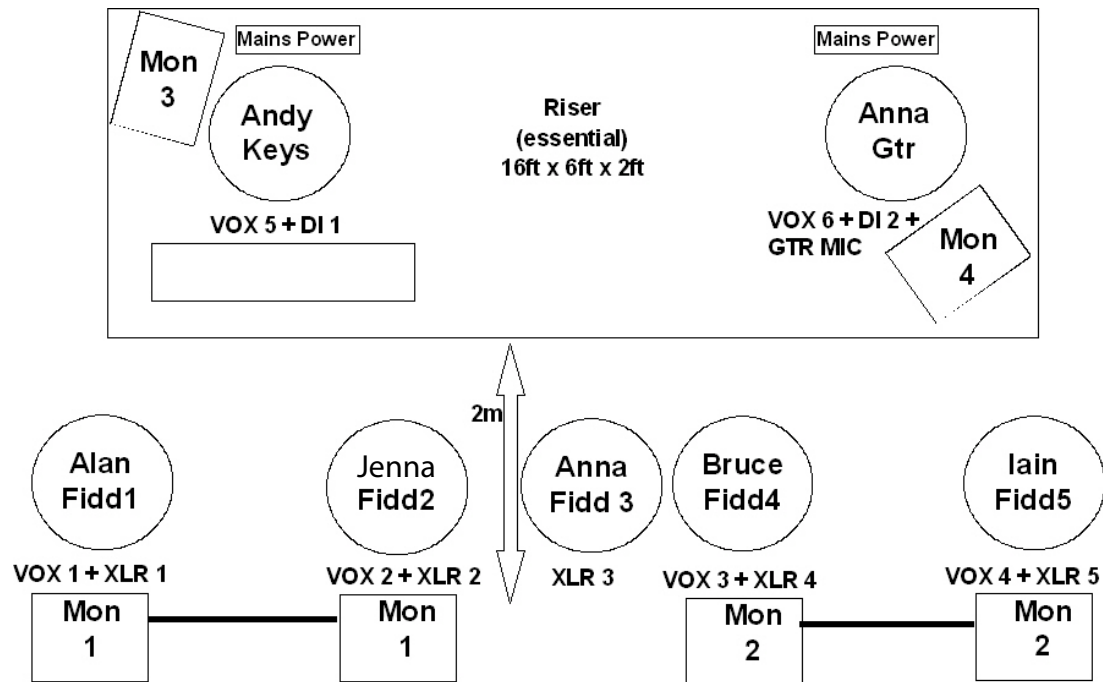 Mains Power
Mains Power
Mon
3
Andy
Keys
Riser
(essential)
16ft x 6ft x 2ft
Anna
Gtr
VOX 5 + DI 1
VOX 6 + DI 2 +
GTR MIC
Mon
4
2m
Alan
Fidd1
Jenna
Fidd2
Anna
Fidd 3
Bruce
Fidd4
Iain
Fidd5
VOX 1 + XLR 1
VOX 2 + XLR 2
XLR 3
VOX 3 + XLR 4
VOX 4 + XLR 5
Mon
1
Mon
1
Mon
2
Mon
2